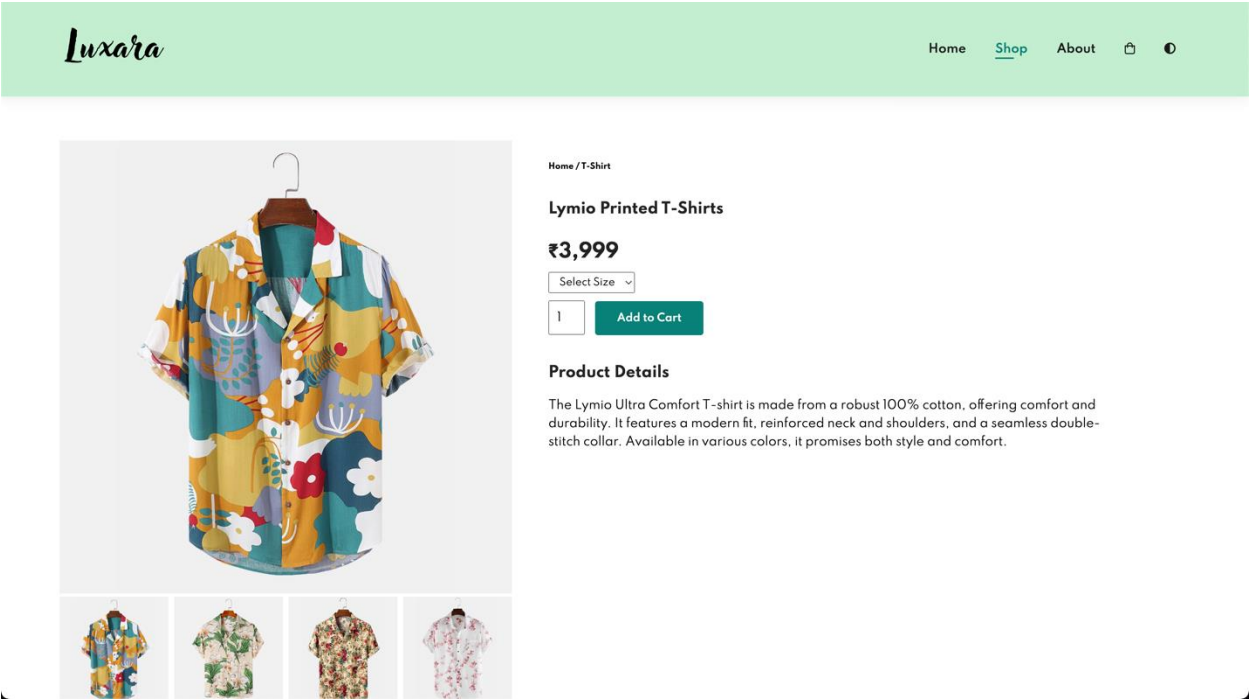 Luxara
Home Shop About
Home / T-Shirt
Lymio Printed T-Shirts
₹3,999
Select Size
1 Add to Cart
Product Details
The Lymio Ultra Comfort T-shirt is made from a robust 100% cotton, offering comfort and
durability. It features a modern fit, reinforced neck and shoulders, and a seamless double-
stitch collar. Available in various colors, it promises both style and comfort.